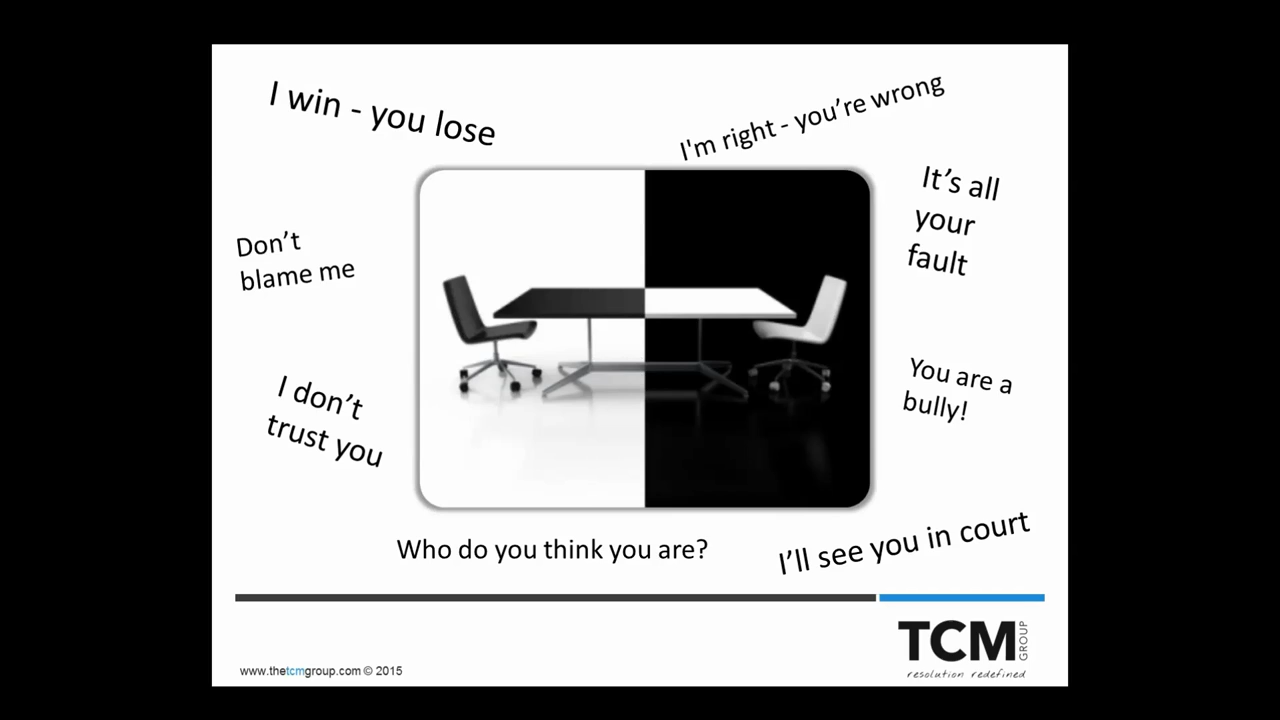 I win - you lose
I'm right - you're wrong
It's all
your
fault
Don't
blame me
You are a
bully!
I don't
trust you
Who do you think you are?
I'll see you in court
TCM
GROUP
resolution redefined
www.thetcmgroup.com © 2015